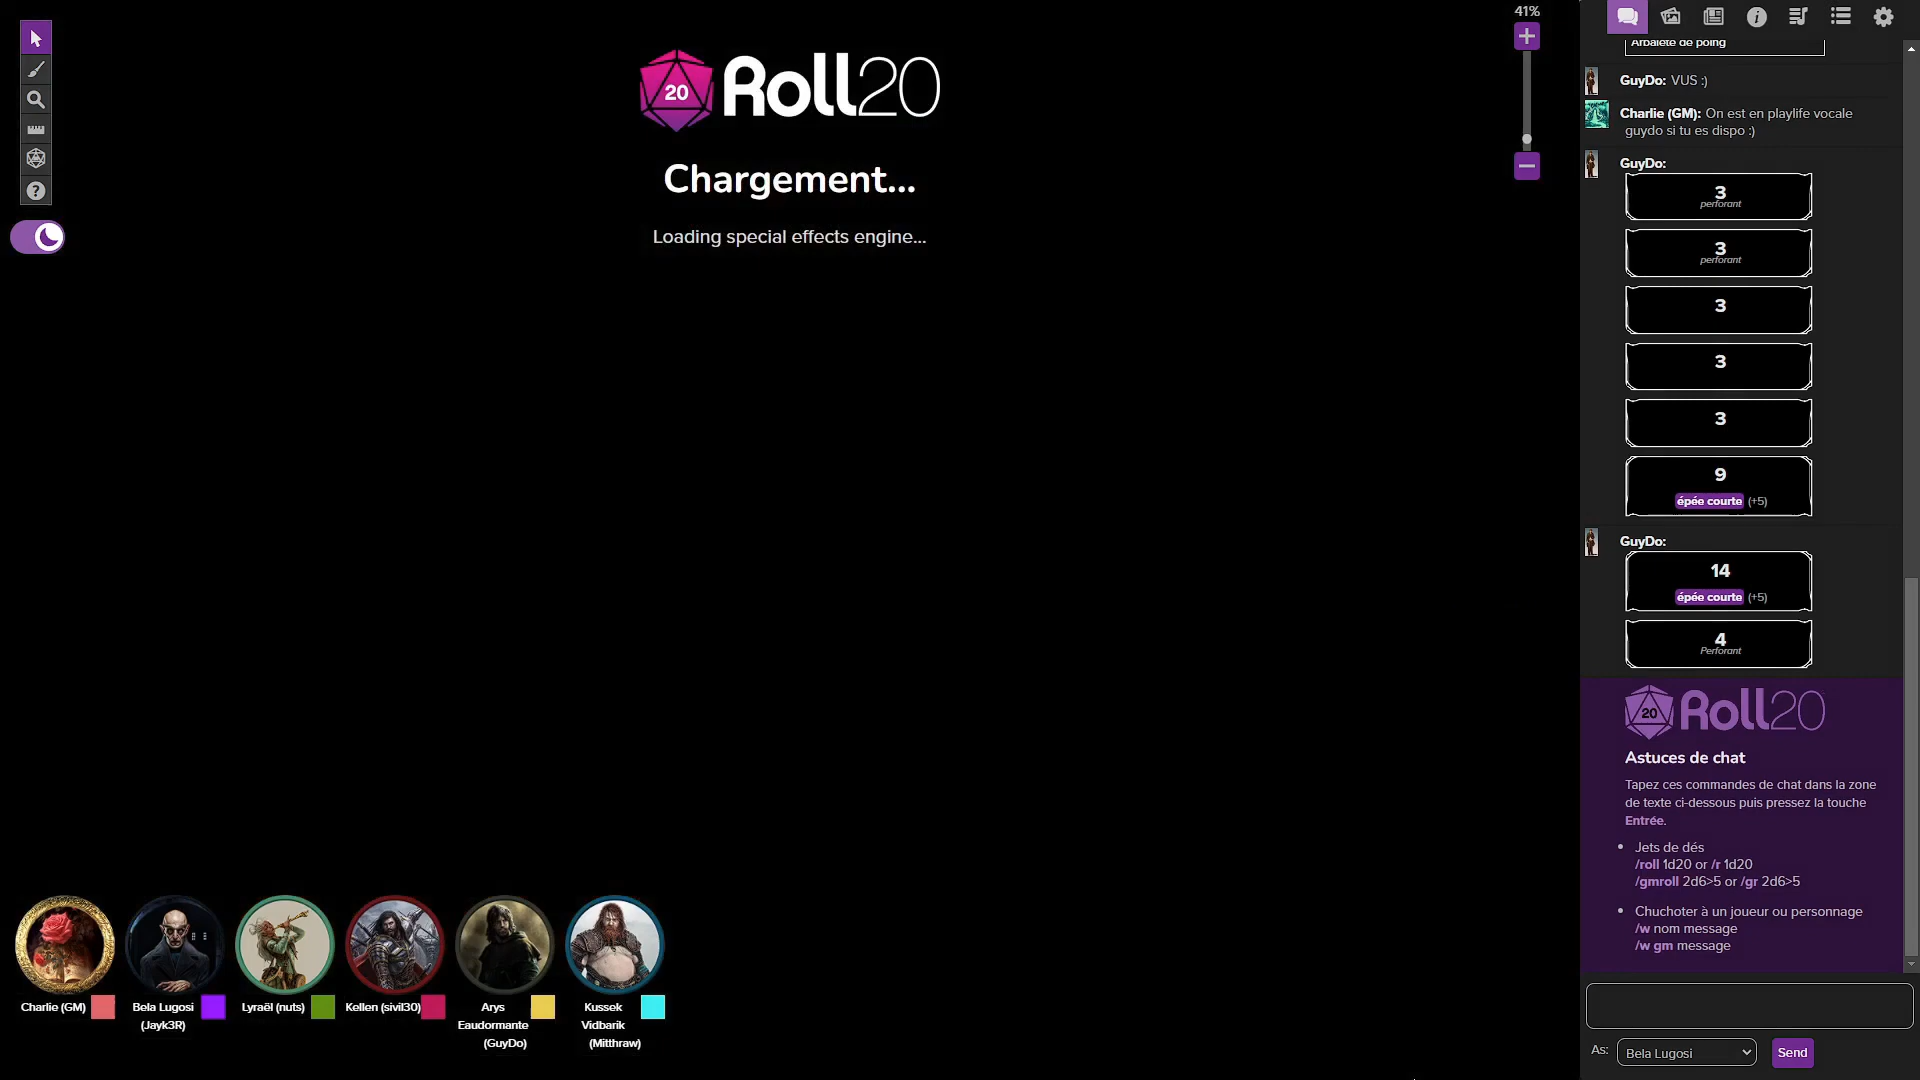 20 Roll20
Chargement...
Loading special effects engine...
41%
?
Charlie (GM)
Bela Lugosi
(Jayk3R)
Lyraël (nuts)
Kellen (sivil30)
Arys
Eaudormante
(GuyDo)
Kussek
Vidbarik
(Mitthraw)
Arbalète de poing
GuyDo: VUS :)
Charlie (GM): On est en playlife vocale
guydo si tu es dispo :)
GuyDo:
3
perforant
3
perforant
3
3
3
9
épée courte (+5)
GuyDo:
14
épée courte (+5)
4
Perforant
20 Roll20
Astuces de chat
Tapez ces commandes de chat dans la zone
de texte ci-dessous puis pressez la touche
Entrée.
• Jets de dés
/roll 1d20 or /r 1d20
/gmroll 2d6>5 or /gr 2d6>5
• Chuchoter à un joueur ou personnage
/w nom message
/w gm message
As: Bela Lugosi Send